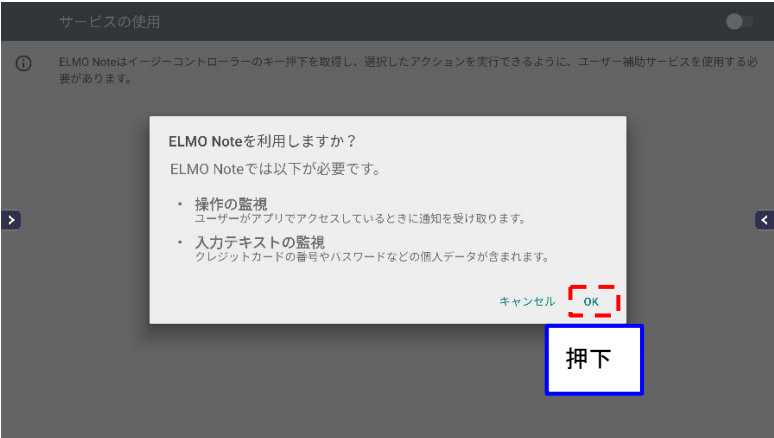 サービスの使用
ELMO Noteはイージーコントローラーのキー押下を取得し、選択したアクションを実行できるように、ユーザー補助サービスを使用する必
要があります。
ELMO Noteを利用しますか？
ELMO Noteでは以下が必要です。
・ 操作の監視
ユーザーがアプリでアクセスしているときに通知を受け取ります。
・ 入力テキストの監視
クレジットカードの番号やパスワードなどの個人データが含まれます。
キャンセル OK
押下